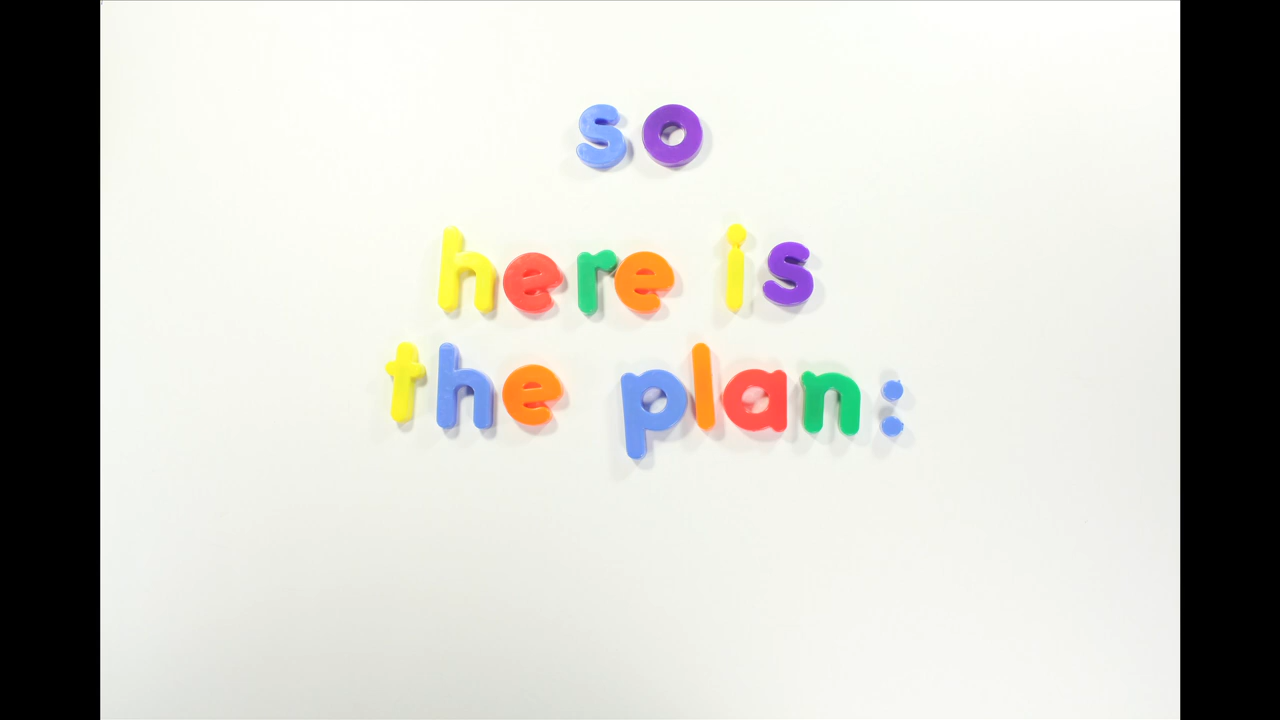 so
here is
the plan: